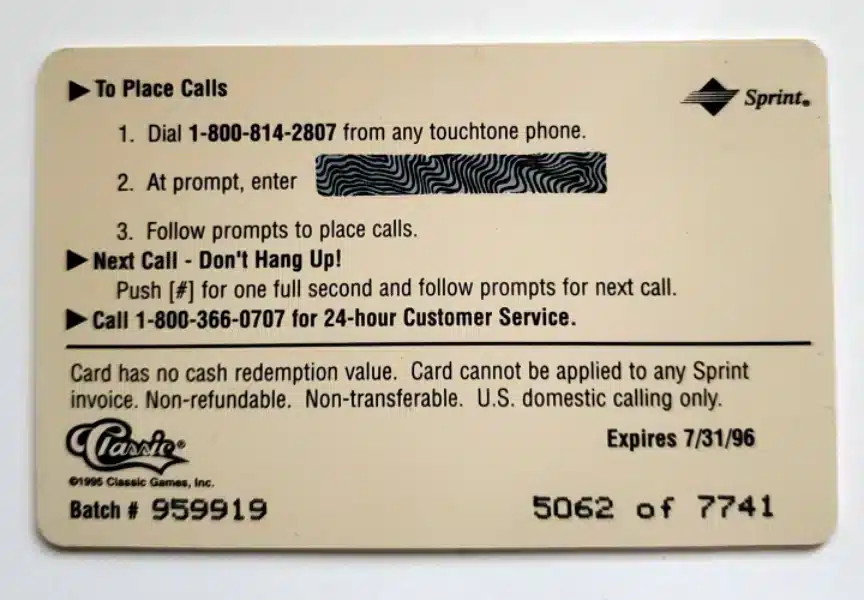 ▶ To Place Calls
Sprint.
1. Dial 1-800-814-2807 from any touchtone phone.
2. At prompt, enter
3. Follow prompts to place calls.
▶ Next Call - Don't Hang Up!
Push [#] for one full second and follow prompts for next call.
▶ Call 1-800-366-0707 for 24-hour Customer Service.
Card has no cash redemption value. Card cannot be applied to any Sprint
invoice. Non-refundable. Non-transferable. U.S. domestic calling only.
Classic®
Expires 7/31/96
©1995 Classic Games, Inc.
Batch # 959919
5062 of 7741